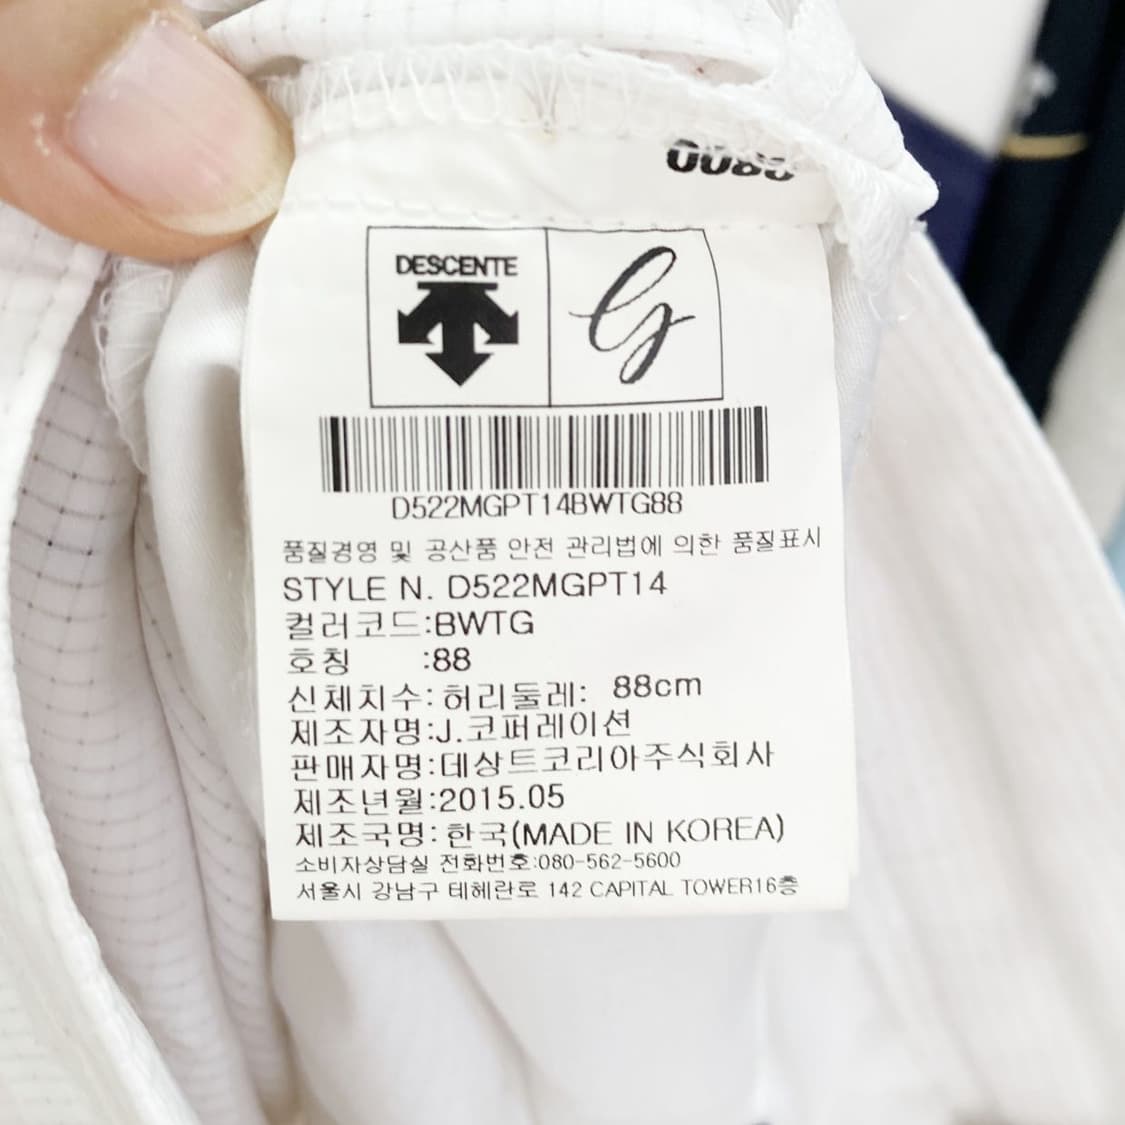 DESCENTE
G
D522MGPT14BWTG88
품질경영 및 공산품 안전 관리법에 의한 품질표시
STYLE N. D522MGPT14
컬러코드:BWTG
호칭 :88
신체치수: 허리둘레: 88cm
제조자명:J.코퍼레이션
판매자명:데상트코리아주식회사
제조년월:2015.05
제조국명: 한국(MADE IN KOREA)
소비자상담실 전화번호:080-562-5600
서울시 강남구 테헤란로 142 CAPITAL TOWER16층